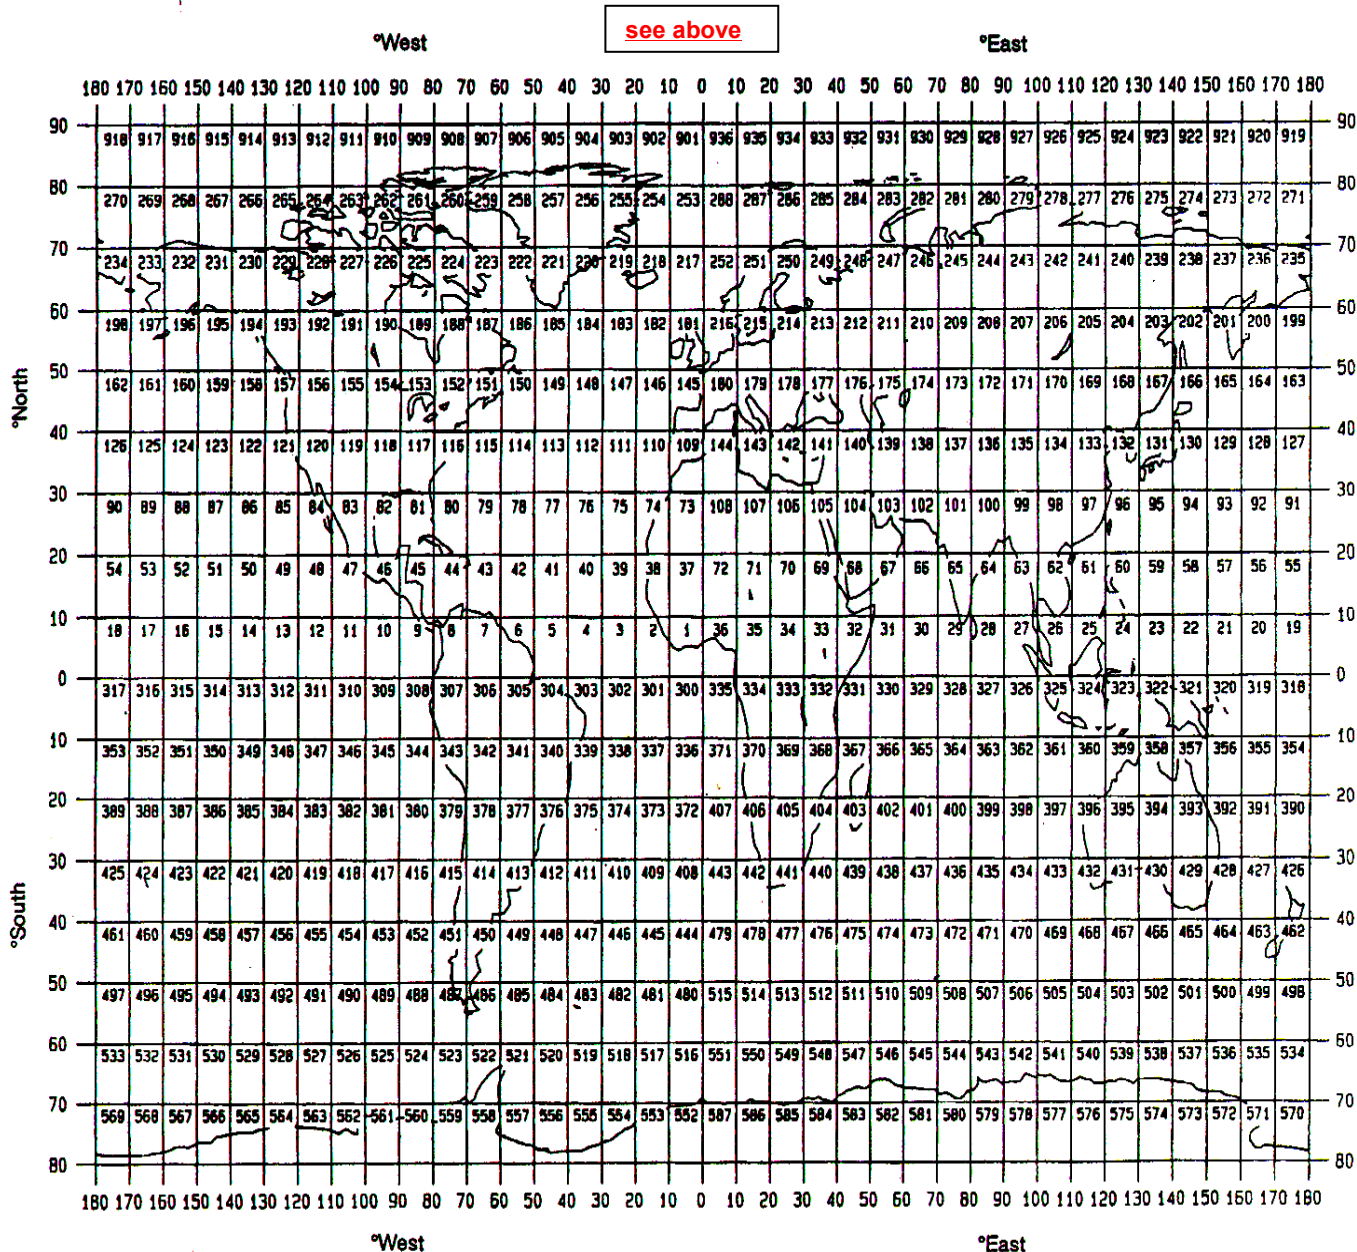 see above
°West °East
180 170 160 150 140 130 120 110 100 90 80 70 60 50 40 30 20 10 0 10 20 30 40 50 60 70 80 90 100 110 120 130 140 150 160 170 180
90 90
918 917 916 915 914 913 912 911 910 909 908 907 906 905 904 903 902 901 936 935 934 933 932 931 930 929 928 927 926 925 924 923 922 921 920 919
80 80
270 269 268 267 266 265 264 263 262 261 260 259 258 257 256 255 254 253 288 287 286 285 284 283 282 281 280 279 278 277 276 275 274 273 272 271
70 70
234 233 232 231 230 229 228 227 226 225 224 223 222 221 220 219 218 217 252 251 250 249 248 247 246 245 244 243 242 241 240 239 238 237 236 235
60 60
198 197 196 195 194 193 192 191 190 189 188 187 186 185 184 183 182 181 216 215 214 213 212 211 210 209 208 207 206 205 204 203 202 201 200 199
50 50
162 161 160 159 158 157 156 155 154 153 152 151 150 149 148 147 146 145 180 179 178 177 176 175 174 173 172 171 170 169 168 167 166 165 164 163
°North
40 40
126 125 124 123 122 121 120 119 118 117 116 115 114 113 112 111 110 109 144 143 142 141 140 139 138 137 136 135 134 133 132 131 130 129 128 127
30 30
90 89 88 87 86 85 84 83 82 81 80 79 78 77 76 75 74 73 108 107 106 105 104 103 102 101 100 99 98 97 96 95 94 93 92 91
20 20
54 53 52 51 50 49 48 47 46 45 44 43 42 41 40 39 38 37 72 71 70 69 68 67 66 65 64 63 62 61 60 59 58 57 56 55
10 10
18 17 16 15 14 13 12 11 10 9 8 7 6 5 4 3 2 1 36 35 34 33 32 31 30 29 28 27 26 25 24 23 22 21 20 19
0 0
317 316 315 314 313 312 311 310 309 308 307 306 305 304 303 302 301 300 335 334 333 332 331 330 329 328 327 326 325 324 323 322 321 320 319 318
10 10
353 352 351 350 349 348 347 346 345 344 343 342 341 340 339 338 337 336 371 370 369 368 367 366 365 364 363 362 361 360 359 358 357 356 355 354
20 20
389 388 387 386 385 384 383 382 381 380 379 378 377 376 375 374 373 372 407 406 405 404 403 402 401 400 399 398 397 396 395 394 393 392 391 390
30 30
425 424 423 422 421 420 419 418 417 416 415 414 413 412 411 410 409 408 443 442 441 440 439 438 437 436 435 434 433 432 431 430 429 428 427 426
°South
40 40
461 460 459 458 457 456 455 454 453 452 451 450 449 448 447 446 445 444 479 478 477 476 475 474 473 472 471 470 469 468 467 466 465 464 463 462
50 50
497 496 495 494 493 492 491 490 489 488 487 486 485 484 483 482 481 480 515 514 513 512 511 510 509 508 507 506 505 504 503 502 501 500 499 498
60 60
533 532 531 530 529 528 527 526 525 524 523 522 521 520 519 518 517 516 551 550 549 548 547 546 545 544 543 542 541 540 539 538 537 536 535 534
70 70
569 568 567 566 565 564 563 562 561 560 559 558 557 556 555 554 553 552 587 586 585 584 583 582 581 580 579 578 577 576 575 574 573 572 571 570
80 80
180 170 160 150 140 130 120 110 100 90 80 70 60 50 40 30 20 10 0 10 20 30 40 50 60 70 80 90 100 110 120 130 140 150 160 170 180
°West °East